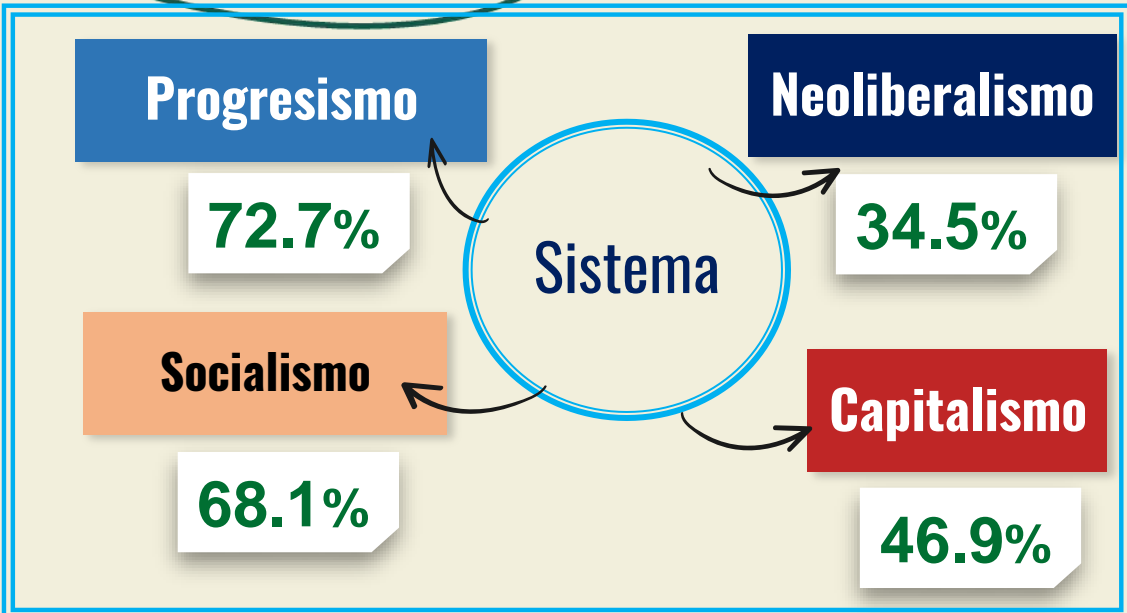 Progresismo
72.7%
Neoliberalismo
34.5%
Sistema
Socialismo
68.1%
Capitalismo
46.9%